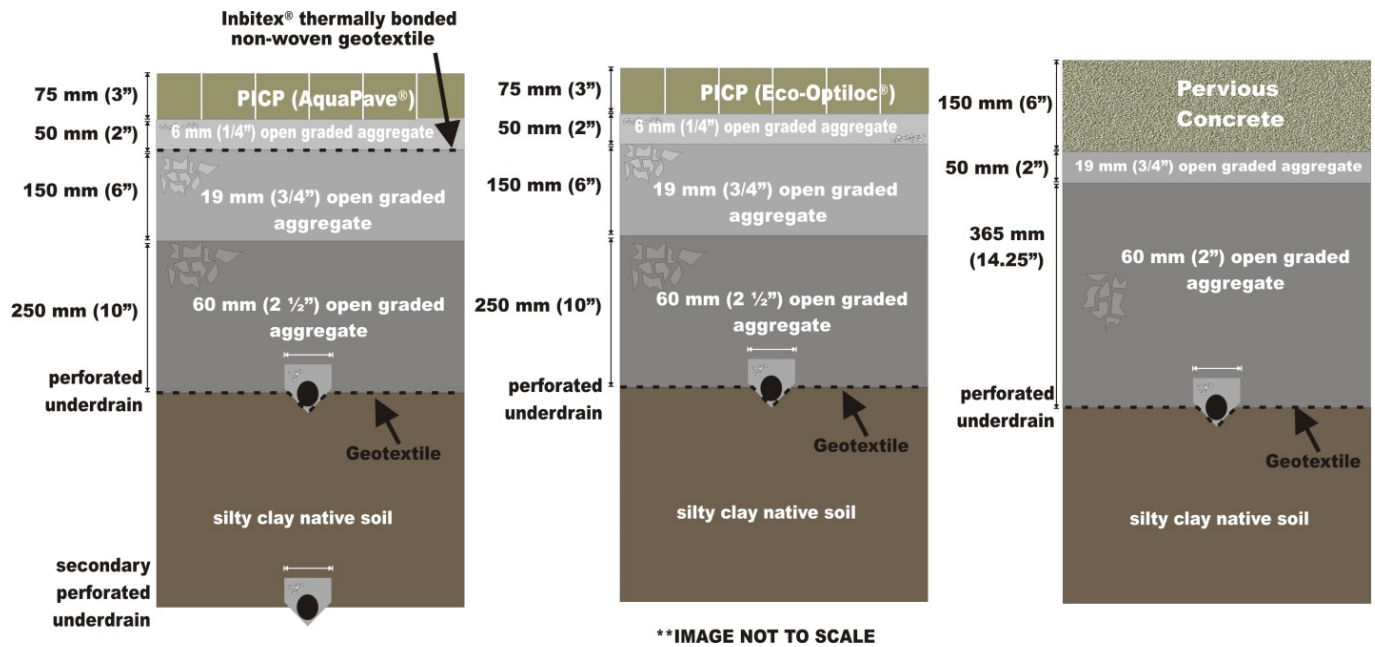 Inbitex® thermally bonded
non-woven geotextile
75 mm (3”)
PICP (AquaPave®)
50 mm (2”)
6 mm (1/4”) open graded aggregate
150 mm (6”)
19 mm (3/4”) open graded
aggregate
250 mm (10”)
60 mm (2 ½”) open graded
aggregate
perforated
underdrain
Geotextile
silty clay native soil
secondary
perforated
underdrain
75 mm (3”)
PICP (Eco-Optiloc®)
50 mm (2”)
6 mm (1/4”) open graded aggregate
150 mm (6”)
19 mm (3/4”) open graded
aggregate
250 mm (10”)
60 mm (2 ½”) open graded
aggregate
perforated
underdrain
Geotextile
silty clay native soil
150 mm (6”)
Pervious
Concrete
50 mm (2”)
19 mm (3/4”) open graded aggregate
365 mm
(14.25”)
60 mm (2”) open graded
aggregate
perforated
underdrain
Geotextile
silty clay native soil
**IMAGE NOT TO SCALE